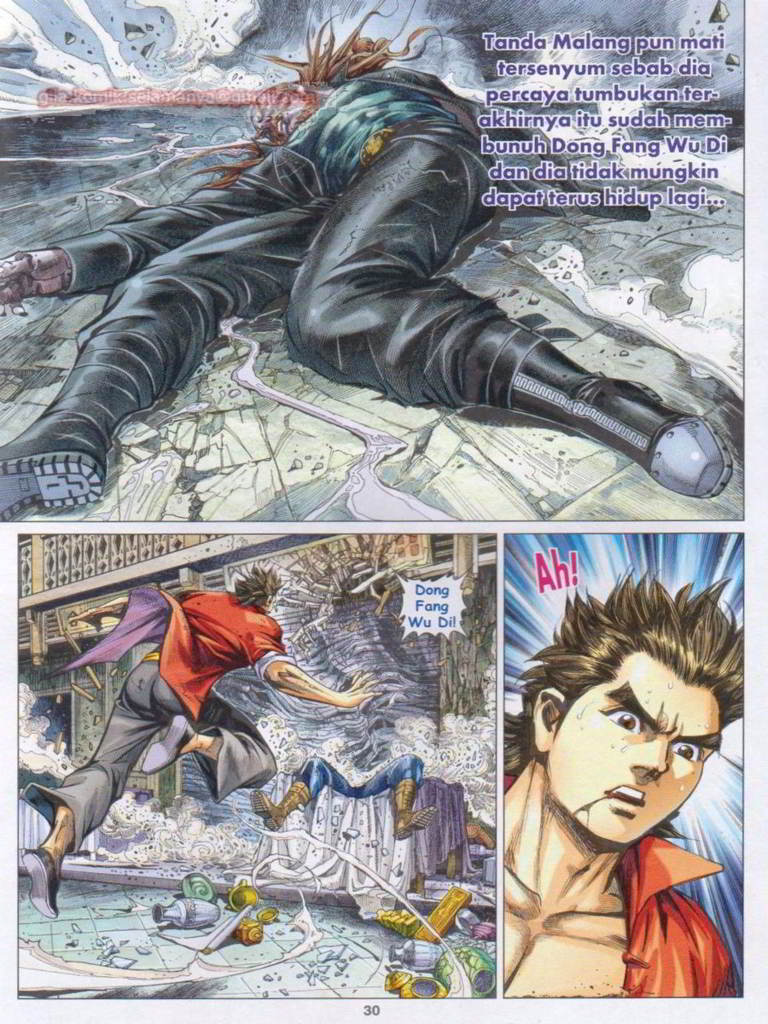 Tanda Malang pun mati
tersenyum sebab dia
percaya tumbukan ter-
akhirnya itu sudah mem-
bunuh Dong Fang Wu Di
dan dia tidak mungkin
dapat terus hidup lagi...
Dong
Fang
Wu Di!
Ah!
30